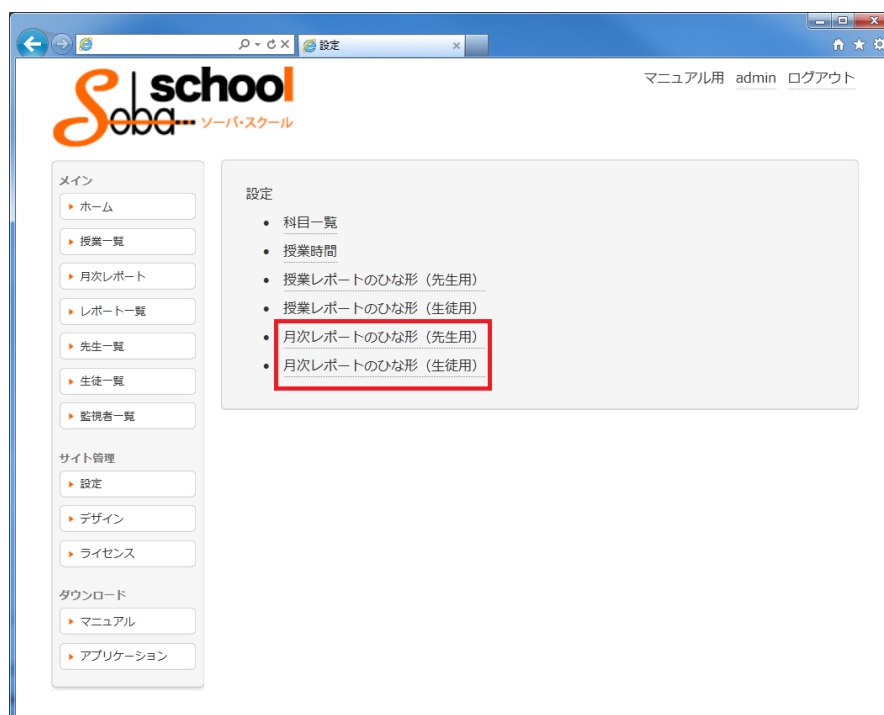 設定
マニュアル用 admin ログアウト
Soba school
ソーバ・スクール
メイン
ホーム
授業一覧
月次レポート
レポート一覧
先生一覧
生徒一覧
監視者一覧
サイト管理
設定
デザイン
ライセンス
ダウンロード
マニュアル
アプリケーション
設定
科目一覧
授業時間
授業レポートのひな形（先生用）
授業レポートのひな形（生徒用）
月次レポートのひな形（先生用）
月次レポートのひな形（生徒用）